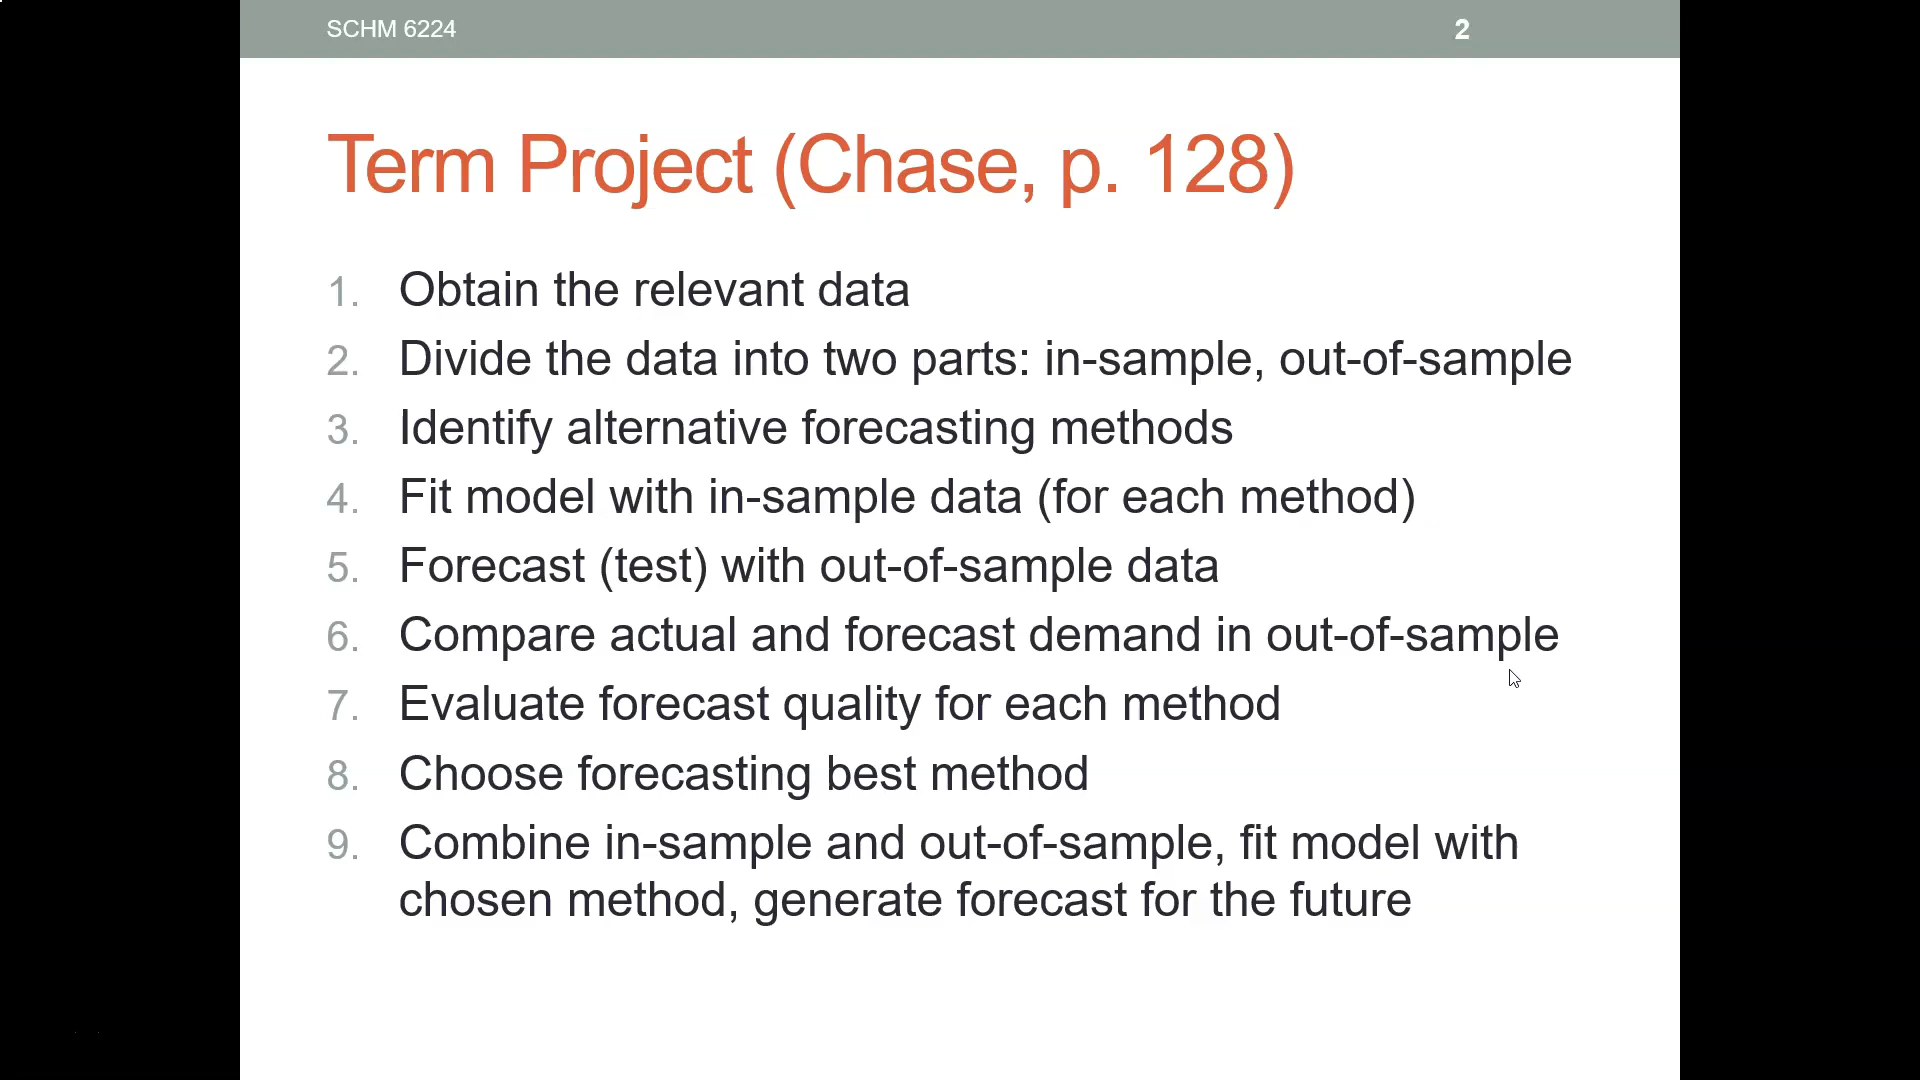 SCHM 6224
2
Term Project (Chase, p. 128)
1. Obtain the relevant data
2. Divide the data into two parts: in-sample, out-of-sample
3. Identify alternative forecasting methods
4. Fit model with in-sample data (for each method)
5. Forecast (test) with out-of-sample data
6. Compare actual and forecast demand in out-of-sample
7. Evaluate forecast quality for each method
8. Choose forecasting best method
9. Combine in-sample and out-of-sample, fit model with
chosen method, generate forecast for the future